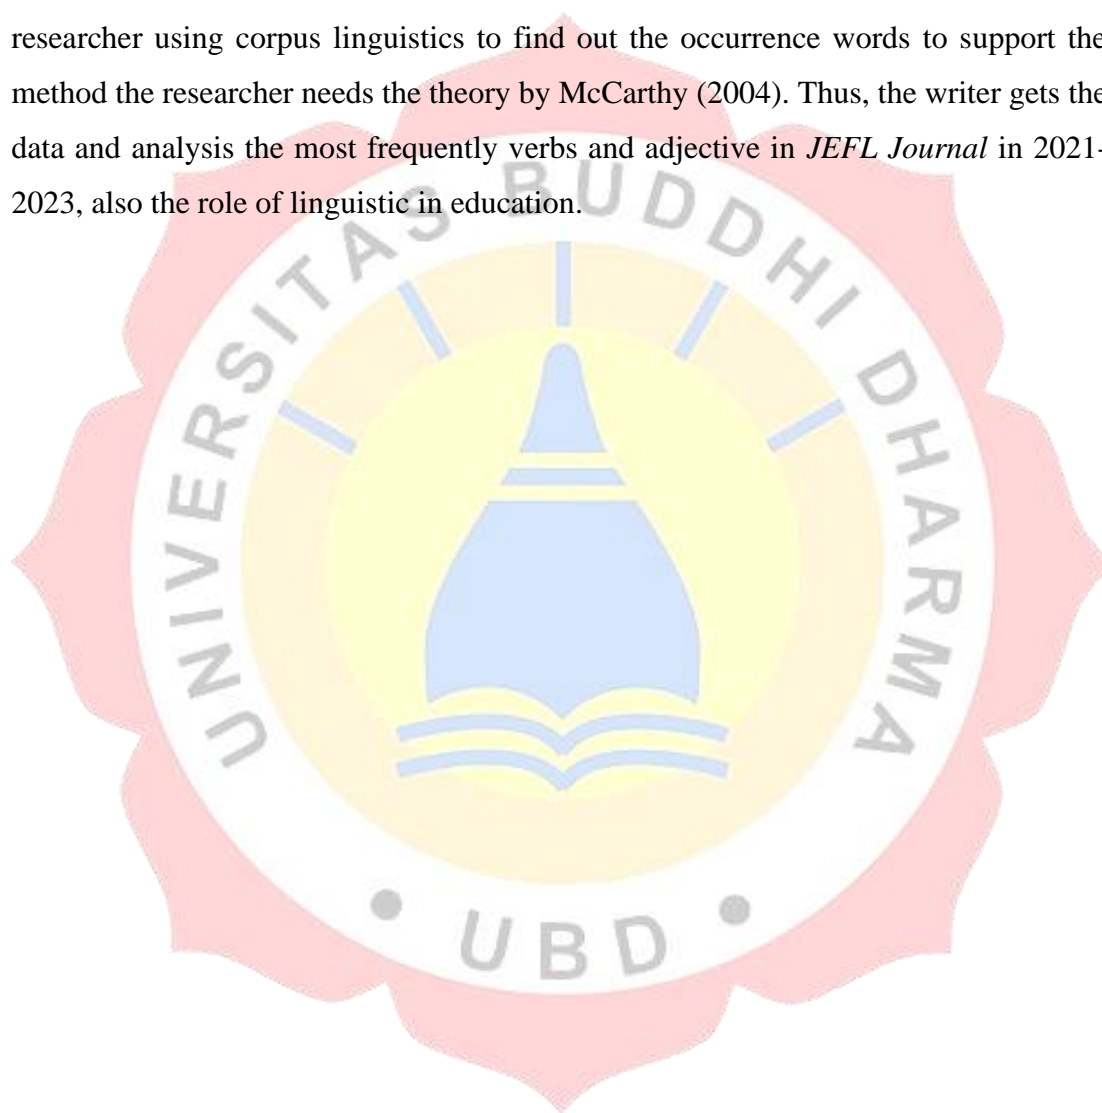 researcher using corpus linguistics to find out the occurrence words to support the
method the researcher needs the theory by McCarthy (2004). Thus, the writer gets the
data and analysis the most frequently verbs and adjective in JEFL Journal in 2021-
2023, also the role of linguistic in education.
UNIVERSITAS BUDDHI DHARMA
• UBD •